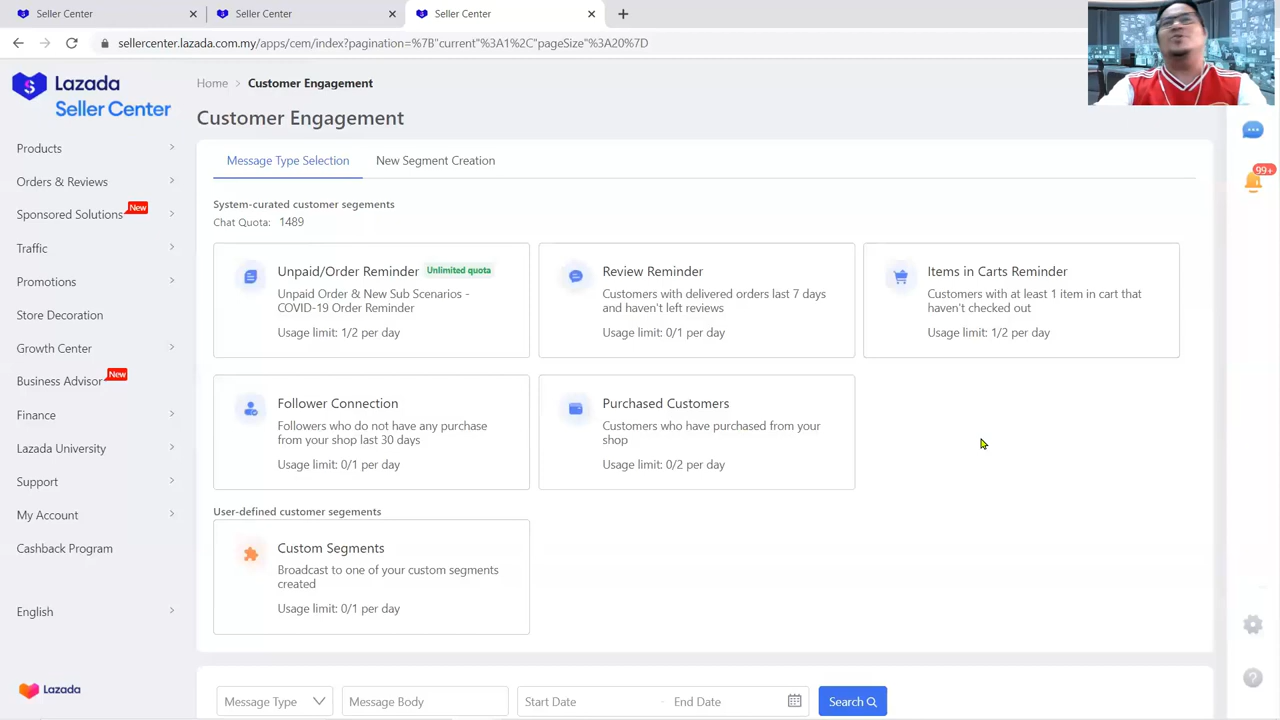 Seller Center
Seller Center
Seller Center
sellercenter.lazada.com.my/apps/cem/index?pagination=%7B"current"%3A1%2C"pageSize"%3A20%7D
Lazada
Seller Center
Home > Customer Engagement
Customer Engagement
Products
Orders & Reviews
Sponsored Solutions New
Traffic
Promotions
Store Decoration
Growth Center
Business Advisor New
Finance
Lazada University
Support
My Account
Cashback Program
English
Lazada
Message Type Selection
New Segment Creation
System-curated customer segements
Chat Quota: 1489
Unpaid/Order Reminder Unlimited quota
Unpaid Order & New Sub Scenarios -
COVID-19 Order Reminder
Usage limit: 1/2 per day
Review Reminder
Customers with delivered orders last 7 days
and haven't left reviews
Usage limit: 0/1 per day
Items in Carts Reminder
Customers with at least 1 item in cart that
haven't checked out
Usage limit: 1/2 per day
Follower Connection
Followers who do not have any purchase
from your shop last 30 days
Usage limit: 0/1 per day
Purchased Customers
Customers who have purchased from your
shop
Usage limit: 0/2 per day
User-defined customer segements
Custom Segments
Broadcast to one of your custom segments
created
Usage limit: 0/1 per day
Message Type
Message Body
Start Date - End Date
Search
99+